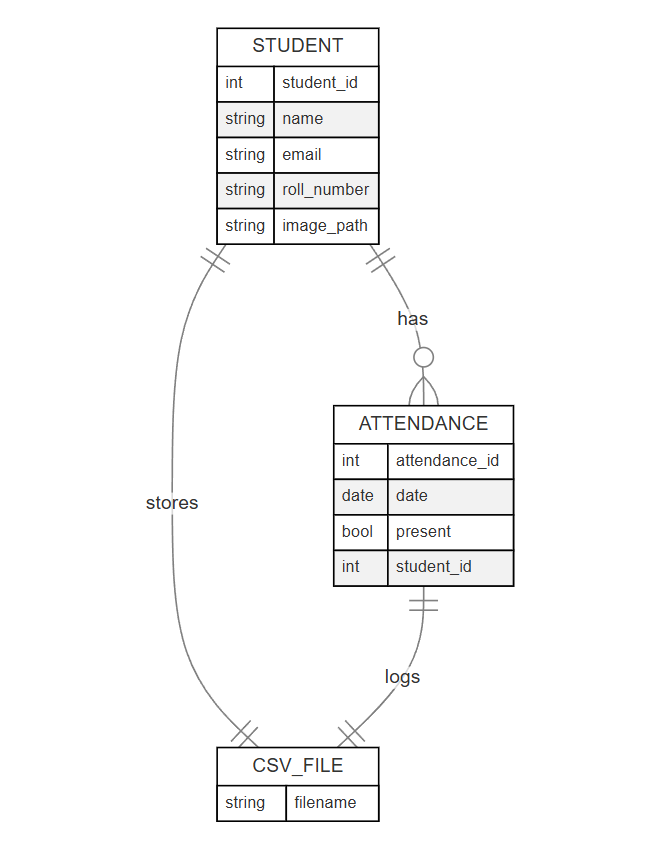 STUDENT
int student_id
string name
string email
string roll_number
string image_path
has
ATTENDANCE
int attendance_id
date date
bool present
int student_id
stores
logs
CSV_FILE
string filename